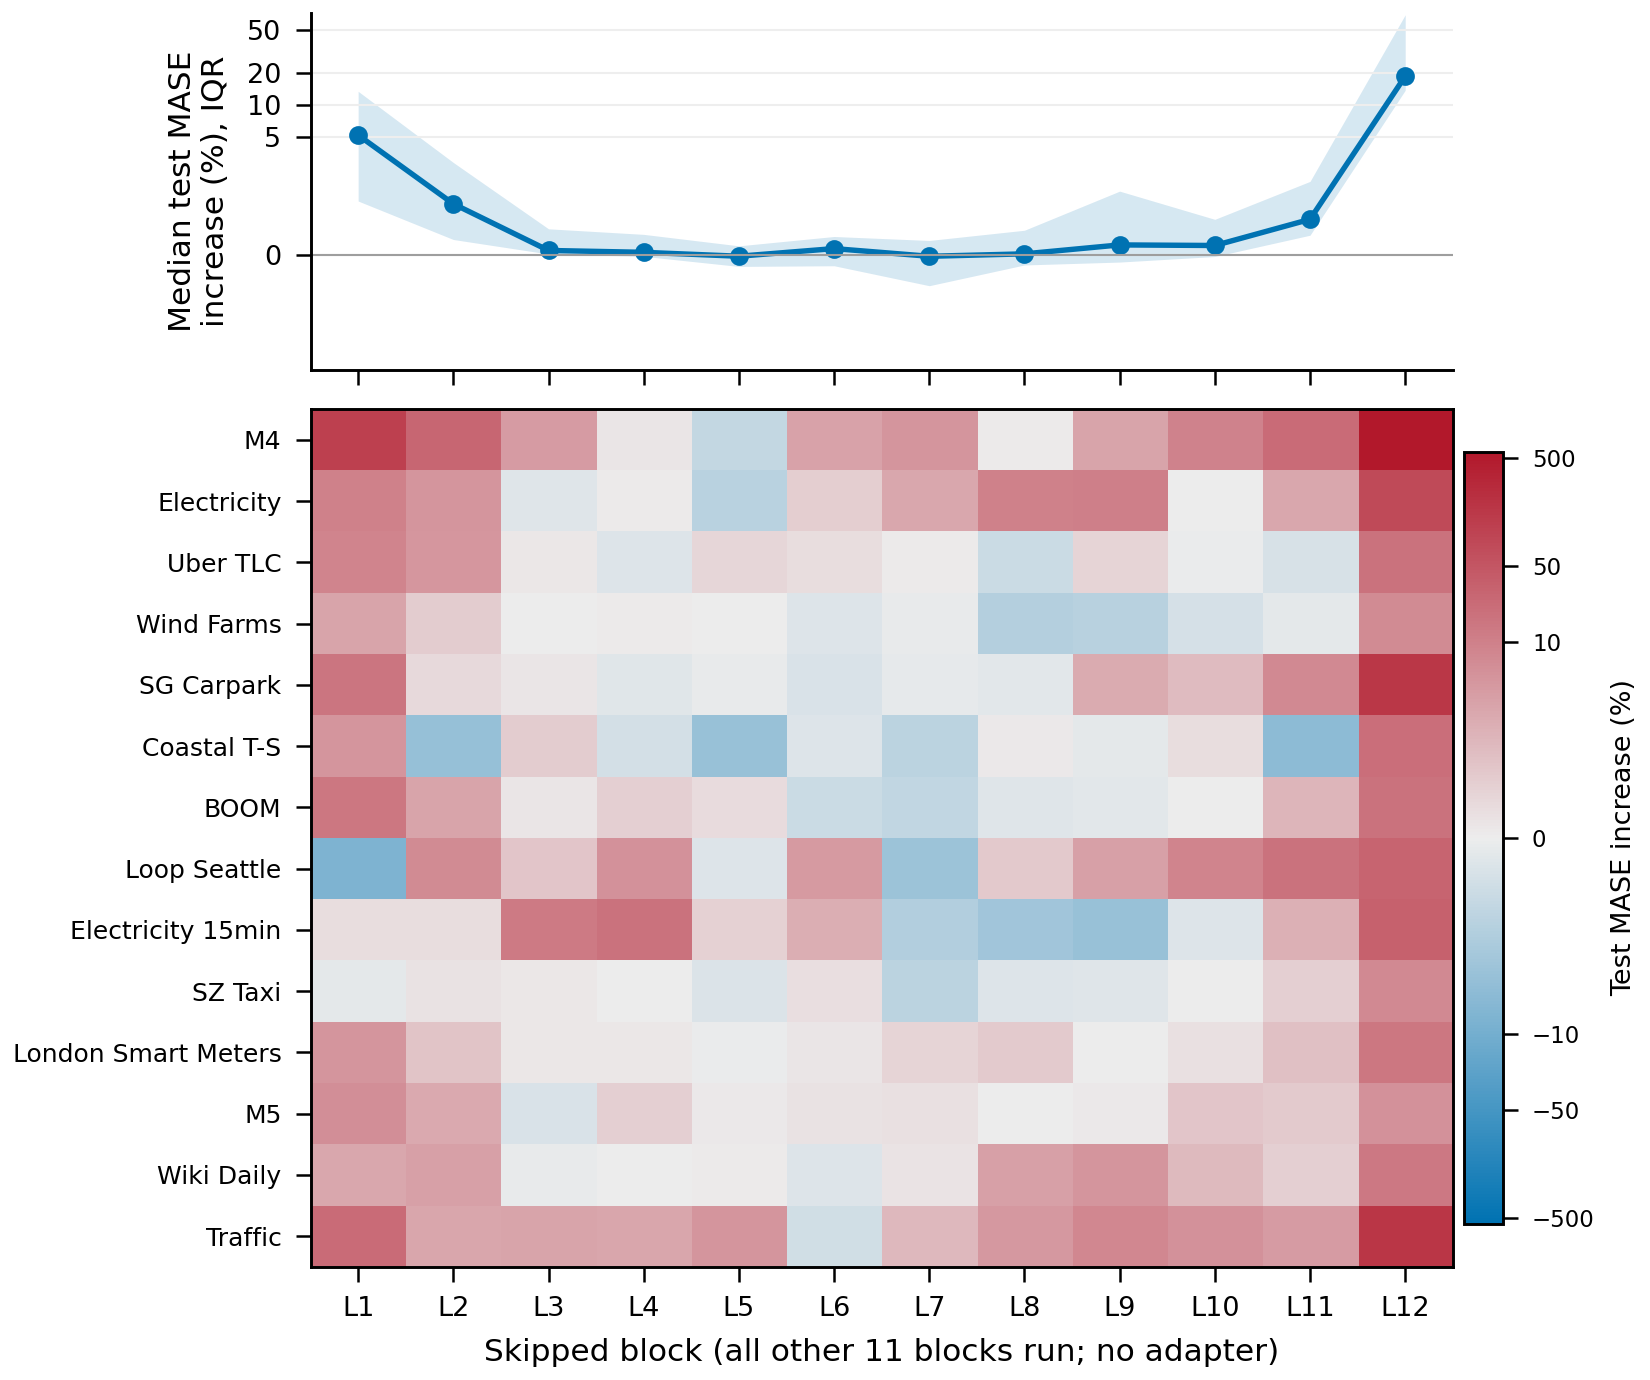 Median test MASE
increase (%), IQR
50
20
10
5
0
M4
Electricity
Uber TLC
Wind Farms
SG Carpark
Coastal T-S
BOOM
Loop Seattle
Electricity 15min
SZ Taxi
London Smart Meters
M5
Wiki Daily
Traffic
L1 L2 L3 L4 L5 L6 L7 L8 L9 L10 L11 L12
Skipped block (all other 11 blocks run; no adapter)
500
50
10
0
−10
−50
−500
Test MASE increase (%)